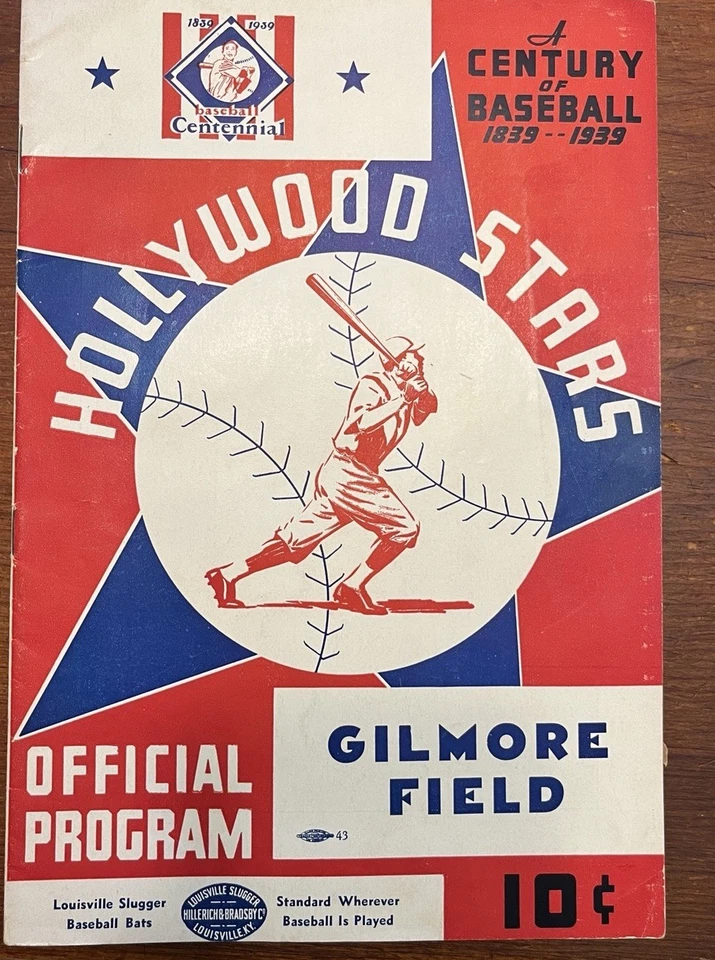 1839 1939
baseball
Centennial
A
CENTURY
OF
BASEBALL
1839 -- 1939
HOLLYWOOD STARS
OFFICIAL
PROGRAM
GILMORE
FIELD
43
Louisville Slugger
Baseball Bats
LOUISVILLE SLUGGER
HILLERICH & BRADSBY Co
LOUISVILLE, KY.
Standard Wherever
Baseball Is Played
10¢